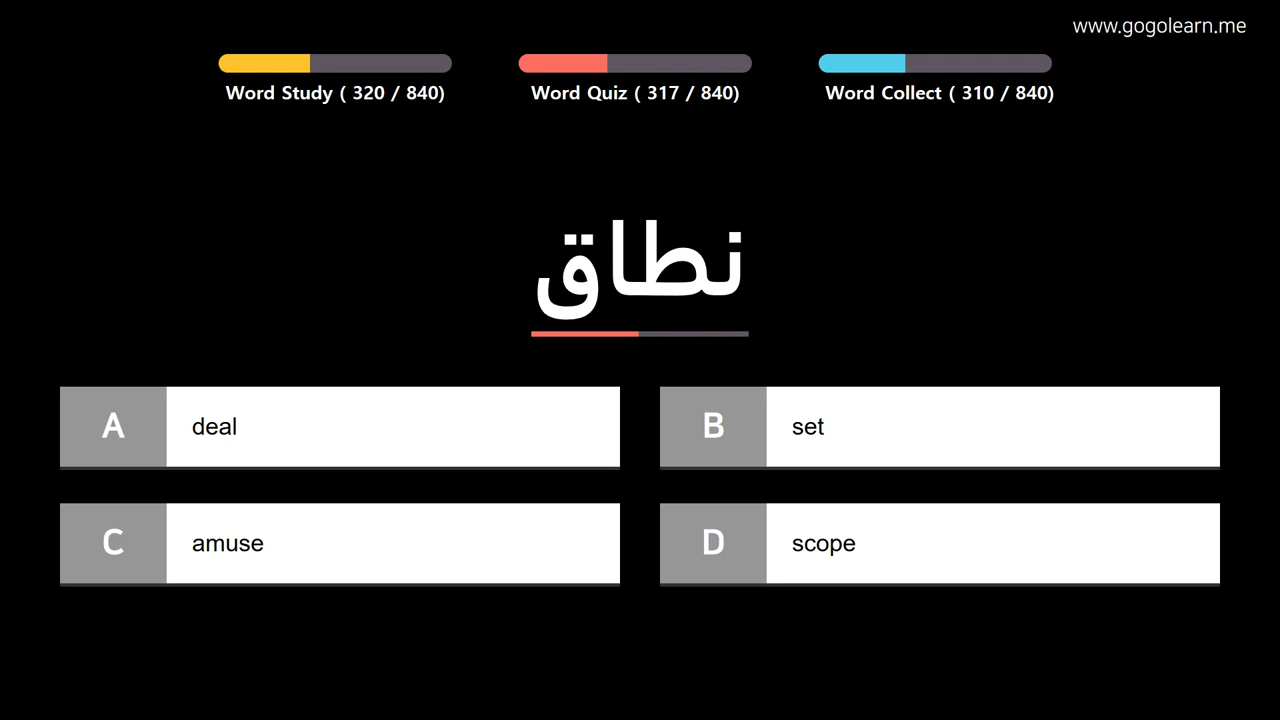 www.gogolearn.me
Word Study ( 320 / 840)
Word Quiz ( 317 / 840)
Word Collect ( 310 / 840)
نطاق
A deal
B set
C amuse
D scope